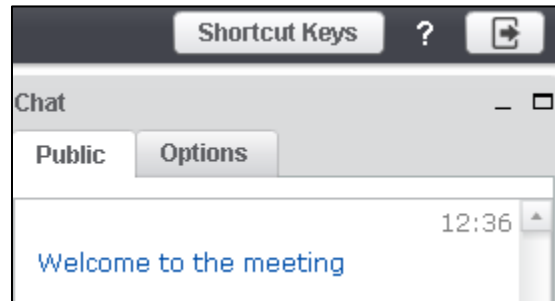 Shortcut Keys ?
Chat
Public Options
12:36
Welcome to the meeting